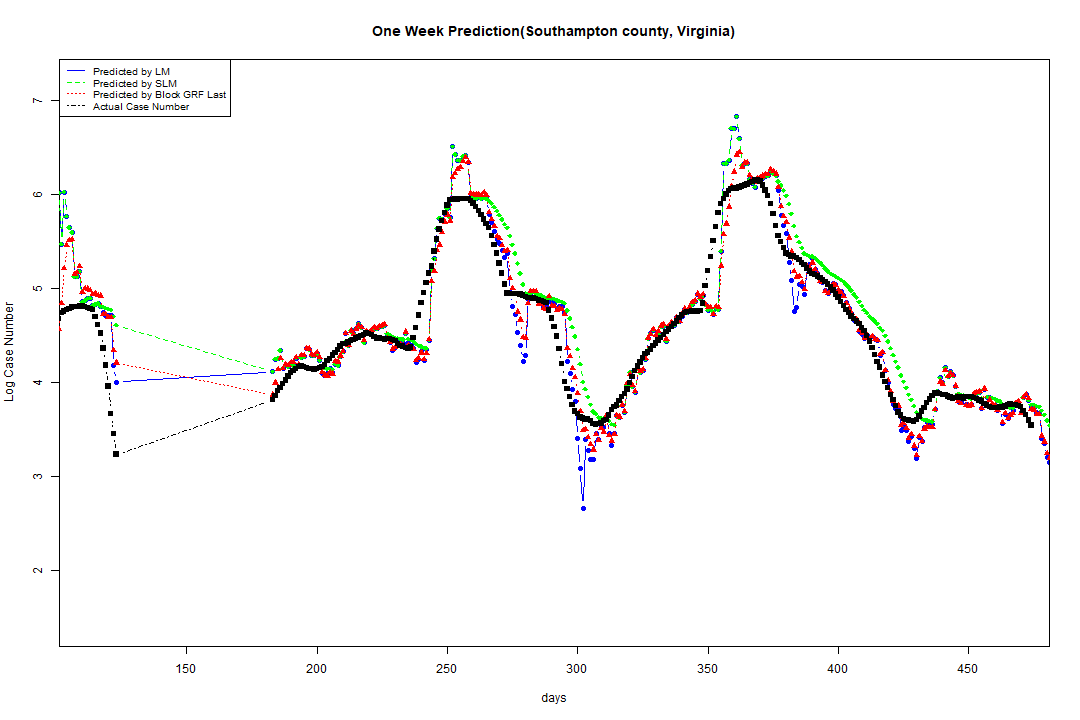 One Week Prediction(Southampton county, Virginia)
Predicted by LM
Predicted by SLM
Predicted by Block GRF Last
Actual Case Number
Log Case Number
7
6
5
4
3
2
150 200 250 300 350 400 450
days